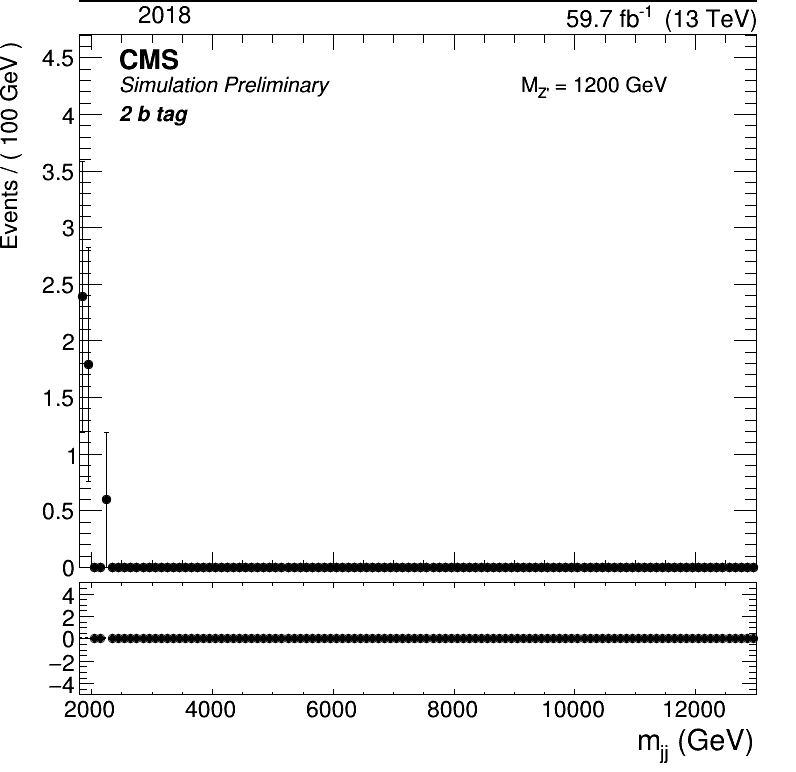 2018 59.7 fb⁻¹ (13 TeV)
CMS
Simulation Preliminary
2 b tag
M_Z' = 1200 GeV
Events / ( 100 GeV )
4.5
4
3.5
3
2.5
2
1.5
1
0.5
0
4
2
0
−2
−4
2000 4000 6000 8000 10000 12000
m_jj (GeV)